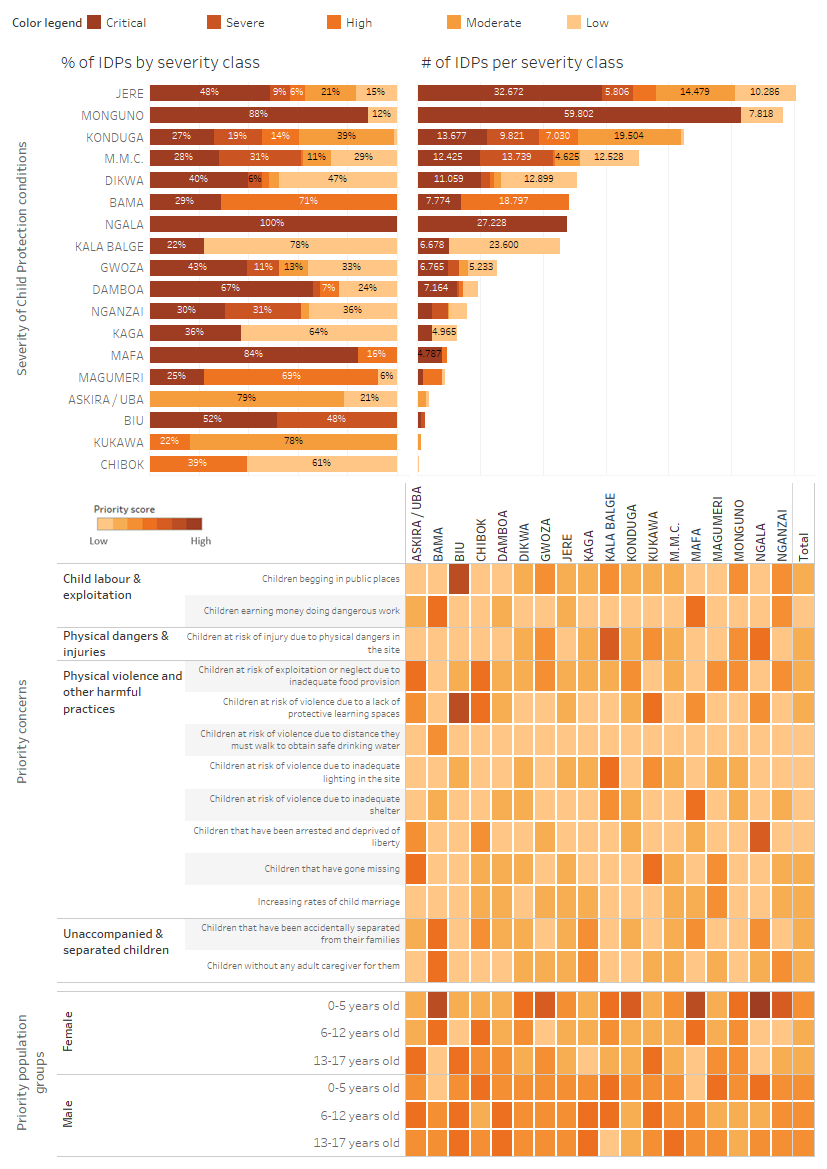 Color legend Critical Severe High Moderate Low
% of IDPs by severity class # of IDPs per severity class
Severity of Child Protection conditions
JERE 48% 9% 6% 21% 15% 32.672 5.806 14.479 10.286
MONGUNO 88% 12% 59.802 7.818
KONDUGA 27% 19% 14% 39% 13.677 9.821 7.030 19.504
M.M.C. 28% 31% 11% 29% 12.425 13.739 4.625 12.528
DIKWA 40% 6% 47% 11.059 12.899
BAMA 29% 71% 7.774 18.797
NGALA 100% 27.228
KALA BALGE 22% 78% 6.678 23.600
GWOZA 43% 11% 13% 33% 6.765 5.233
DAMBOA 67% 7% 24% 7.164
NGANZAI 30% 31% 36%
KAGA 36% 64% 4.965
MAFA 84% 16% 4.787
MAGUMERI 25% 69% 6%
ASKIRA / UBA 79% 21%
BIU 52% 48%
KUKAWA 22% 78%
CHIBOK 39% 61%
Priority score
Low High
ASKIRA / UBA
BAMA
BIU
CHIBOK
DAMBOA
DIKWA
GWOZA
JERE
KAGA
KALA BALGE
KONDUGA
KUKAWA
M.M.C.
MAFA
MAGUMERI
MONGUNO
NGALA
NGANZAI
Total
Priority concerns
Child labour &
exploitation
Children begging in public places
Children earning money doing dangerous work
Physical dangers &
injuries
Children at risk of injury due to physical dangers in
the site
Physical violence and
other harmful
practices
Children at risk of exploitation or neglect due to
inadequate food provision
Children at risk of violence due to a lack of
protective learning spaces
Children at risk of violence due to distance they
must walk to obtain safe drinking water
Children at risk of violence due to inadequate
lighting in the site
Children at risk of violence due to inadequate
shelter
Children that have been arrested and deprived of
liberty
Children that have gone missing
Increasing rates of child marriage
Unaccompanied &
separated children
Children that have been accidentally separated
from their families
Children without any adult caregiver for them
Priority population
groups
Female
0-5 years old
6-12 years old
13-17 years old
Male
0-5 years old
6-12 years old
13-17 years old